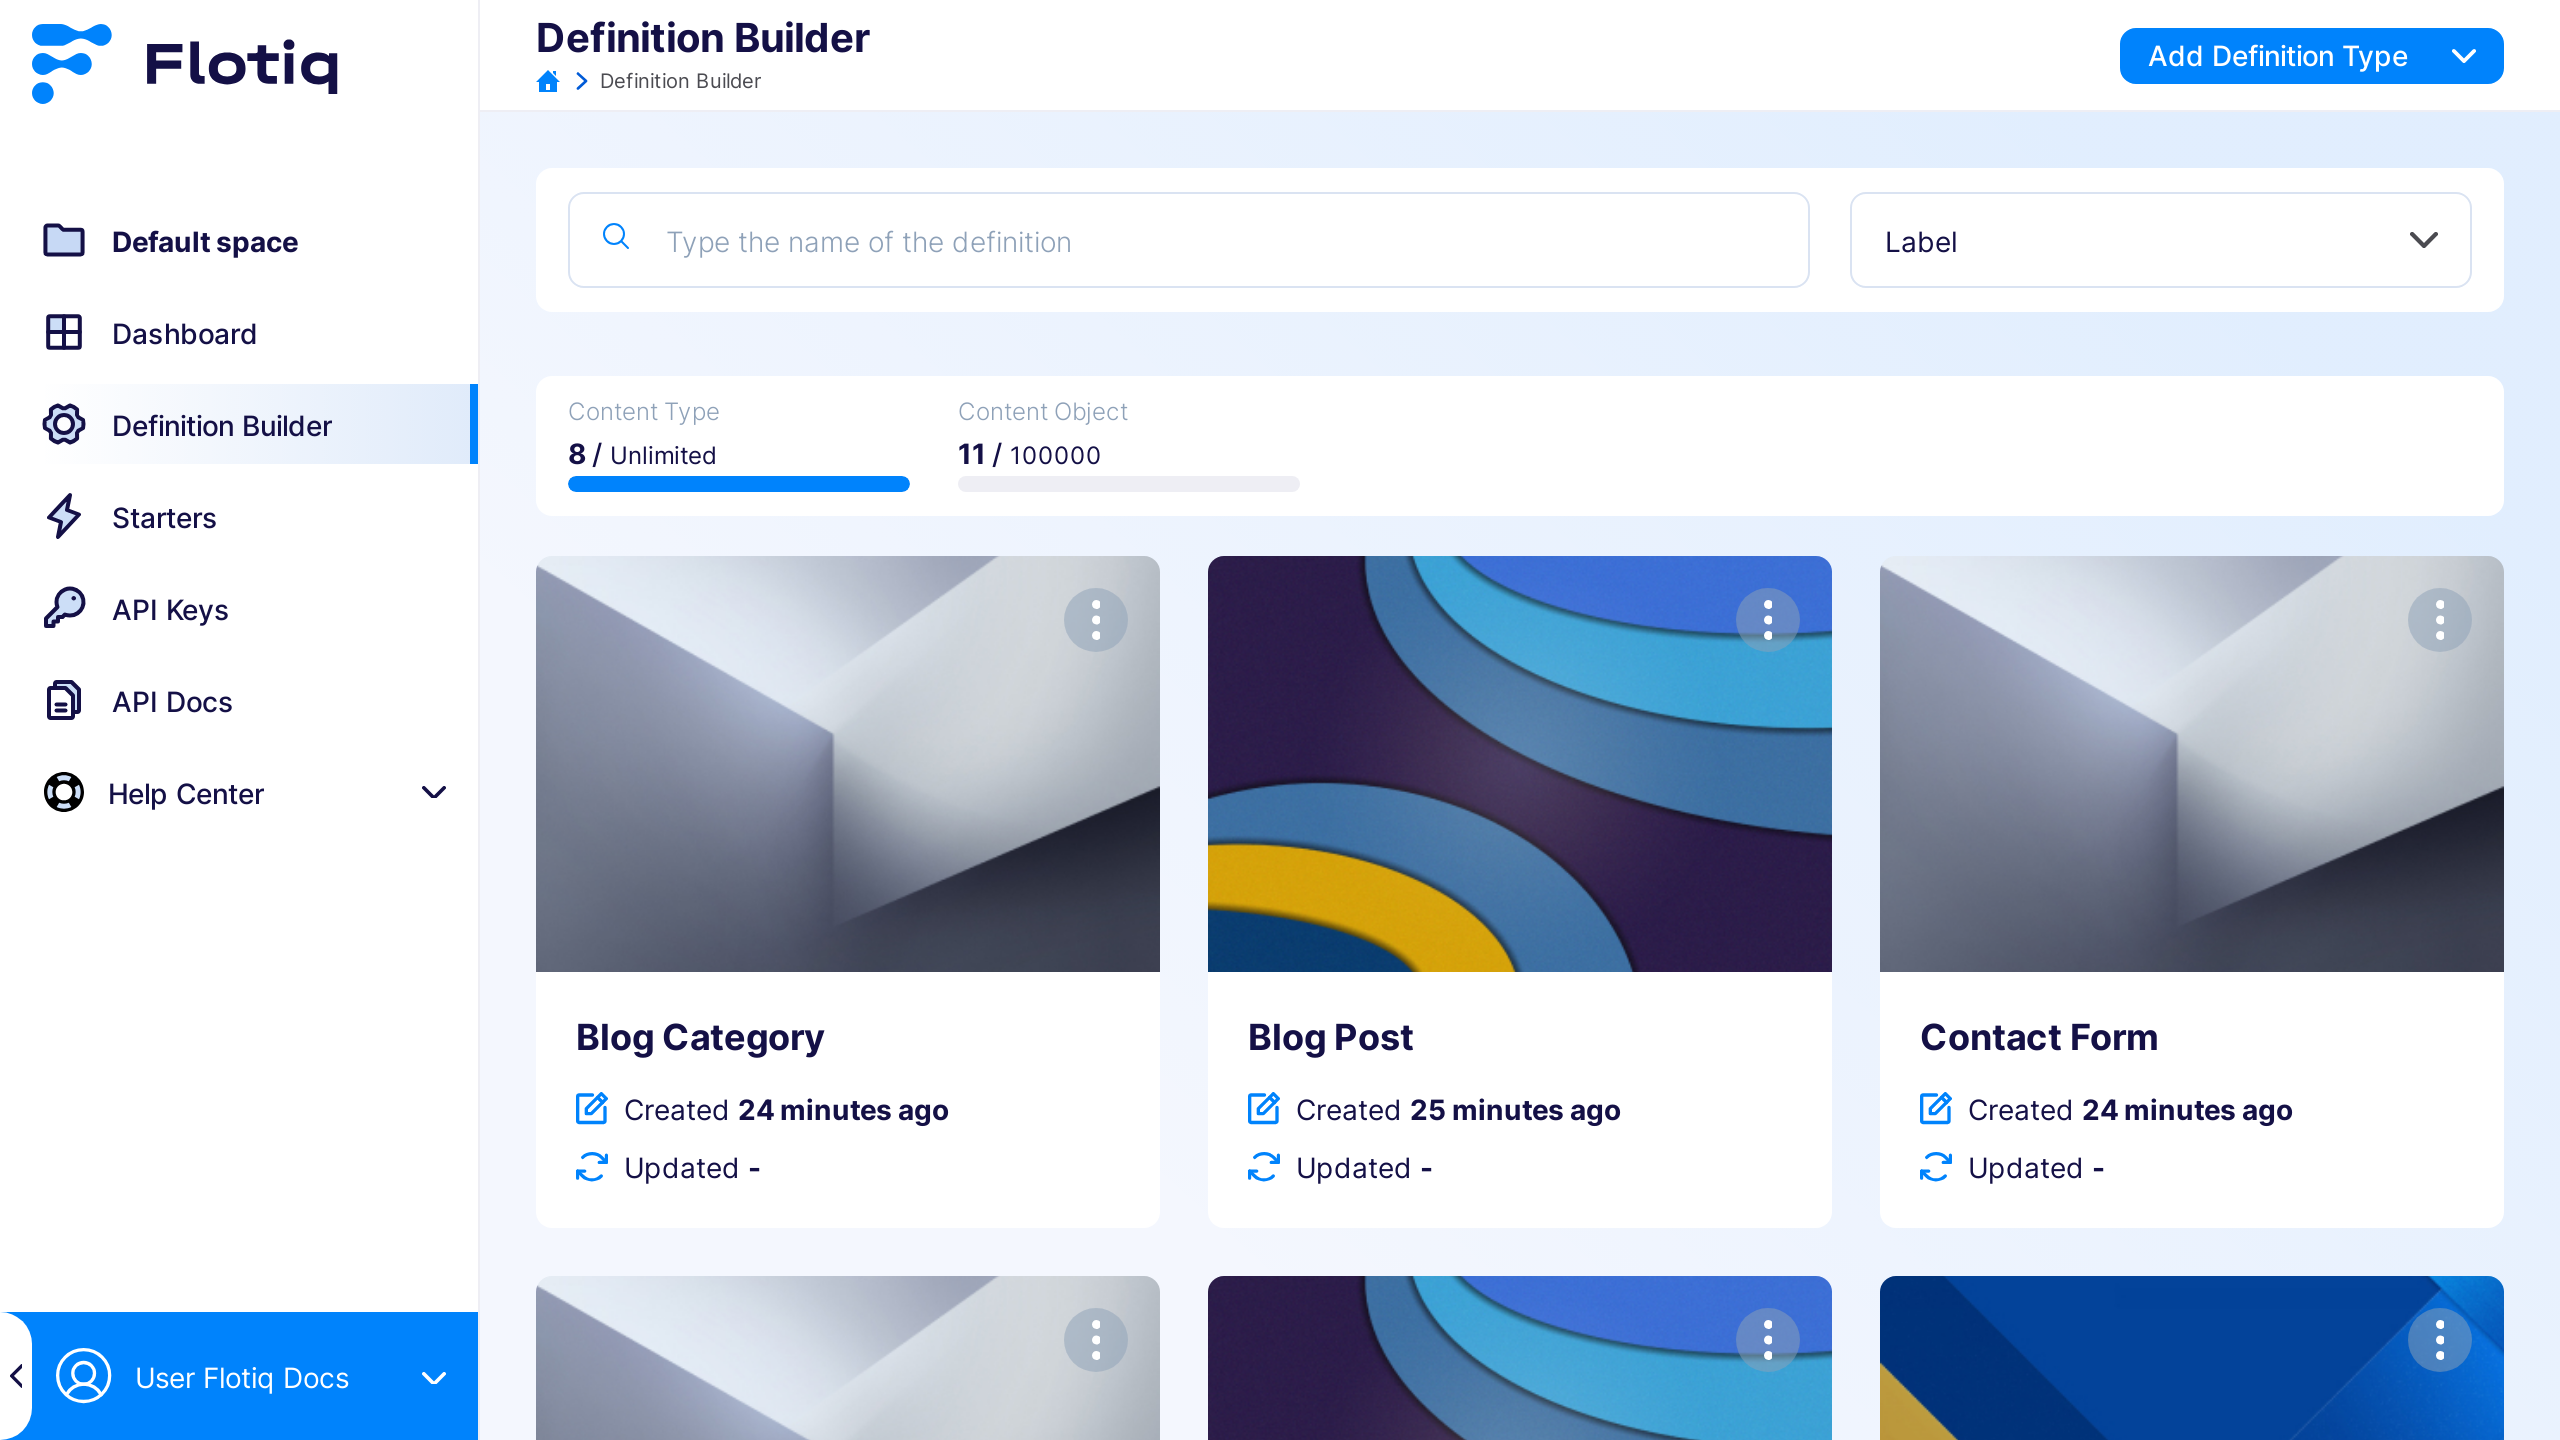 Flotiq
Default space
Dashboard
Definition Builder
Starters
API Keys
API Docs
Help Center
User Flotiq Docs
Definition Builder
Definition Builder
Add Definition Type
Type the name of the definition
Label
Content Type
8 / Unlimited
Content Object
11 / 100000
Blog Category
Created 24 minutes ago
Updated -
Blog Post
Created 25 minutes ago
Updated -
Contact Form
Created 24 minutes ago
Updated -